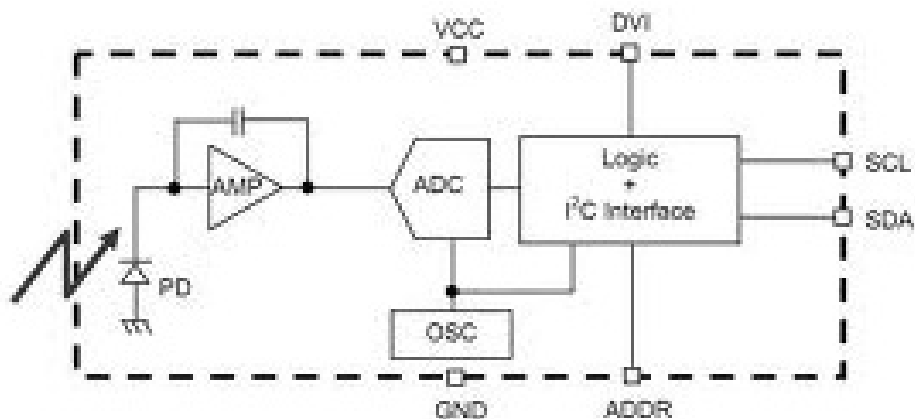 VCC
DVI
AMP
ADC
Logic
+
I²C Interface
SCL
SDA
PD
OSC
GND
ADDR